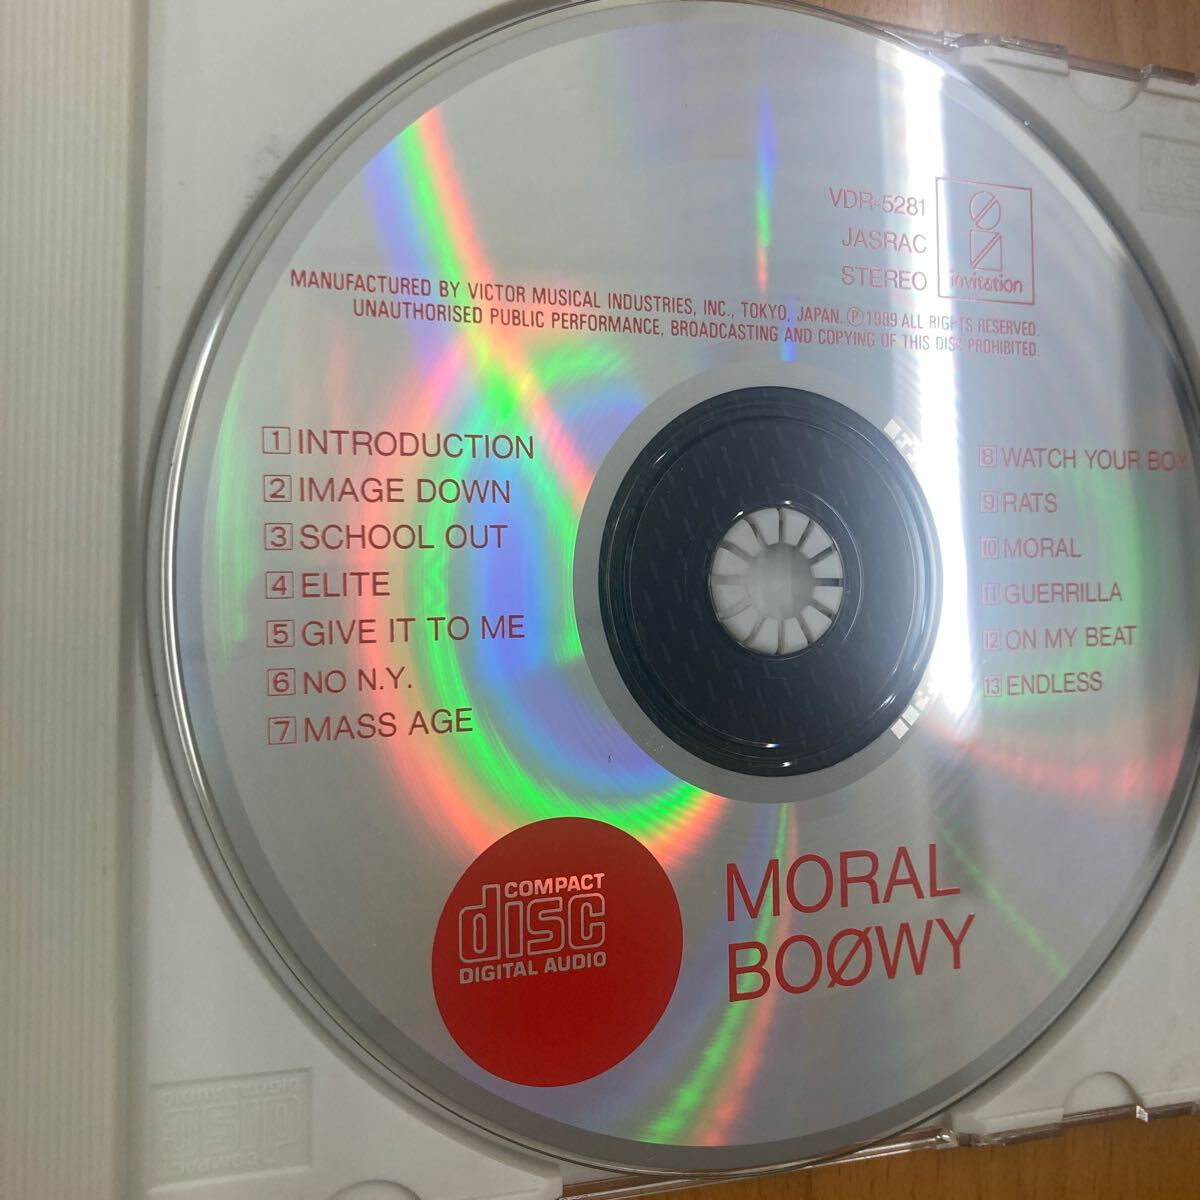 VDR-5281
JASRAC
STEREO
invitation
MANUFACTURED BY VICTOR MUSICAL INDUSTRIES, INC., TOKYO, JAPAN. Ⓟ1989 ALL RIGHTS RESERVED.
UNAUTHORISED PUBLIC PERFORMANCE, BROADCASTING AND COPYING OF THIS DISC PROHIBITED.
1 INTRODUCTION
2 IMAGE DOWN
3 SCHOOL OUT
4 ELITE
5 GIVE IT TO ME
6 NO N.Y.
7 MASS AGE
8 WATCH YOUR BOY
9 RATS
10 MORAL
11 GUERRILLA
12 ON MY BEAT
13 ENDLESS
COMPACT
disc
DIGITAL AUDIO
MORAL
BOØWY